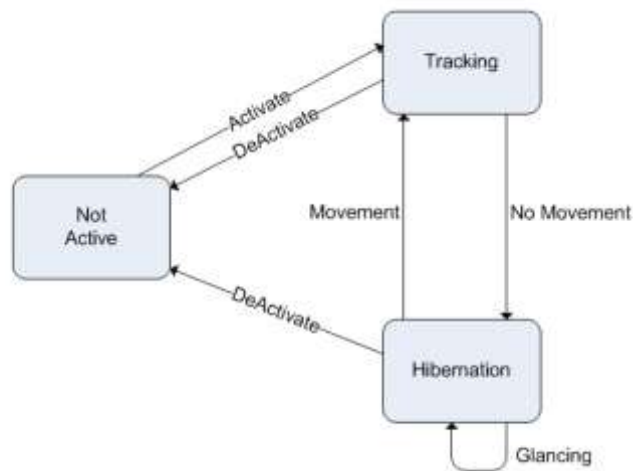 Tracking
Activate
DeActivate
Not
Active
Movement
No Movement
DeActivate
Hibernation
Glancing